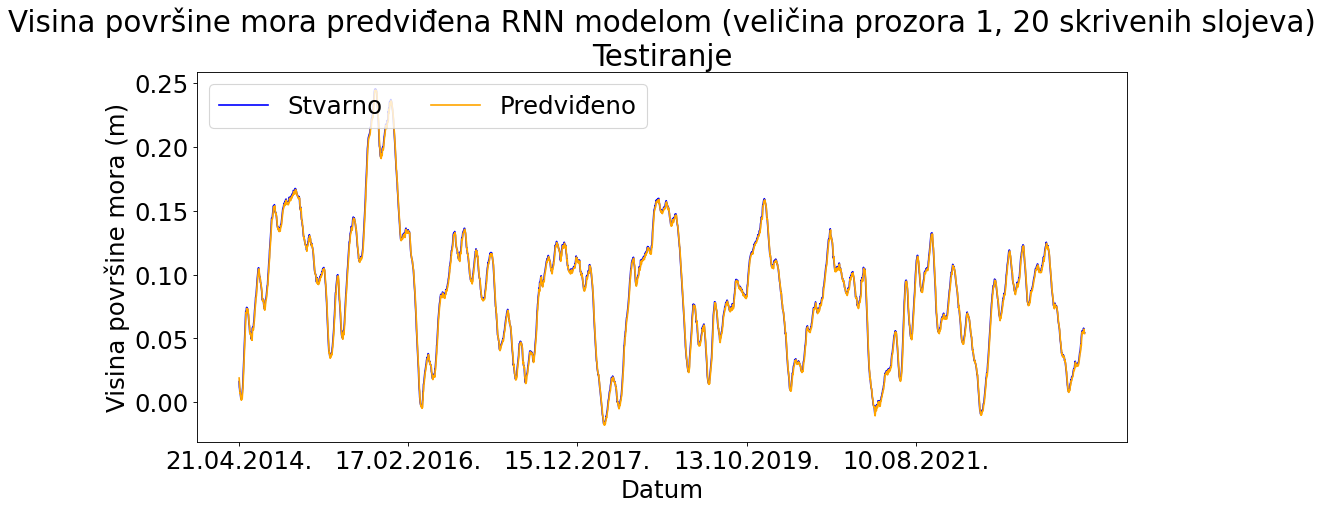 Visina površine mora predviđena RNN modelom (veličina prozora 1, 20 skrivenih slojeva)
Testiranje
Stvarno Predviđeno
Visina površine mora (m)
0.25
0.20
0.15
0.10
0.05
0.00
21.04.2014. 17.02.2016. 15.12.2017. 13.10.2019. 10.08.2021.
Datum